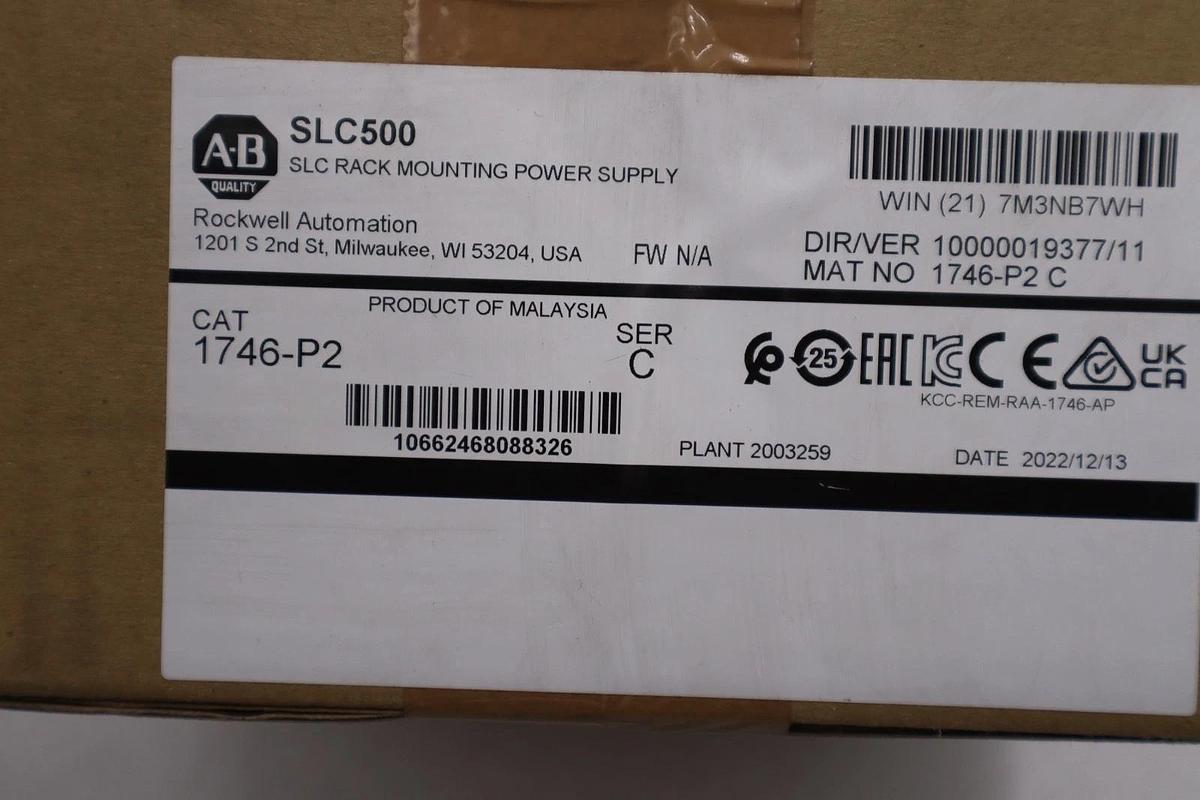 A-B
QUALITY
SLC500
SLC RACK MOUNTING POWER SUPPLY
Rockwell Automation
1201 S 2nd St, Milwaukee, WI 53204, USA
FW N/A
WIN (21) 7M3NB7WH
DIR/VER 10000019377/11
MAT NO 1746-P2 C
PRODUCT OF MALAYSIA
CAT
1746-P2
SER
C
25
EAC
KC
CE
UK
CA
KCC-REM-RAA-1746-AP
10662468088326
PLANT 2003259
DATE 2022/12/13